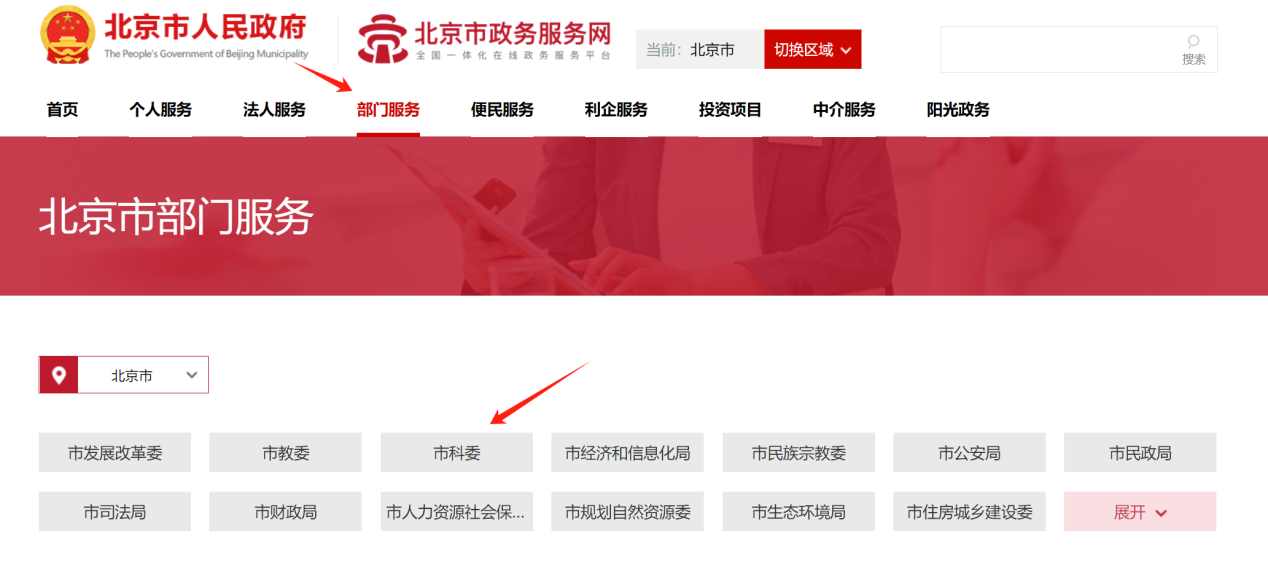 北京市人民政府
The People's Government of Beijing Municipality
北京市政务服务网
全国一体化在线政务服务平台
当前：北京市
切换区域
搜索
首页 个人服务 法人服务 部门服务 便民服务 利企服务 投资项目 中介服务 阳光政务
北京市部门服务
北京市
市发展改革委 市教委 市科委 市经济和信息化局 市民族宗教委 市公安局 市民政局
市司法局 市财政局 市人力资源社会保... 市规划自然资源委 市生态环境局 市住房城乡建设委 展开